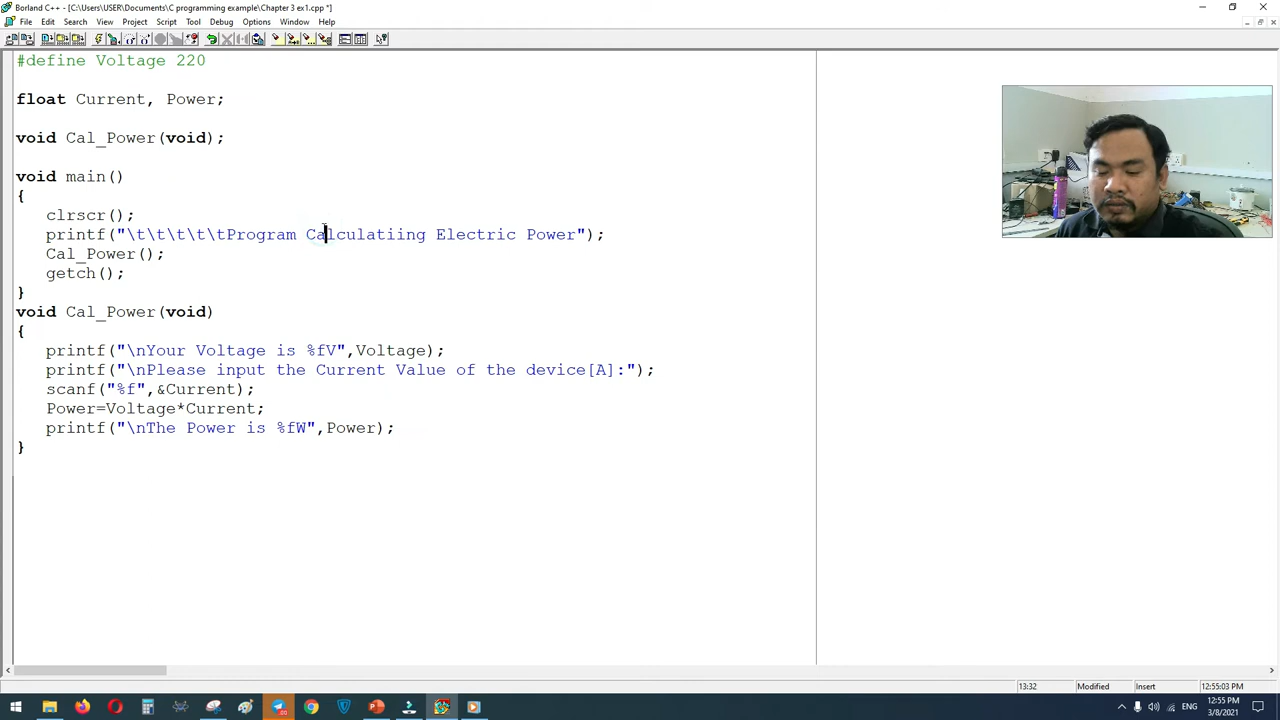 Borland C++ - [C:\Users\USER\Documents\C programming example\Chapter 3 ex1.cpp *]
File Edit Search View Project Script Tool Debug Options Window Help
#define Voltage 220
float Current, Power;
void Cal_Power(void);
void main()
{
clrscr();
printf("\t\t\t\t\tProgram Calculatiing Electric Power");
Cal_Power();
getch();
}
void Cal_Power(void)
{
printf("\nYour Voltage is %fV",Voltage);
printf("\nPlease input the Current Value of the device[A]:");
scanf("%f",&Current);
Power=Voltage*Current;
printf("\nThe Power is %fW",Power);
}
13:32 Modified Insert 12:55:03 PM
12:55 PM
3/8/2021